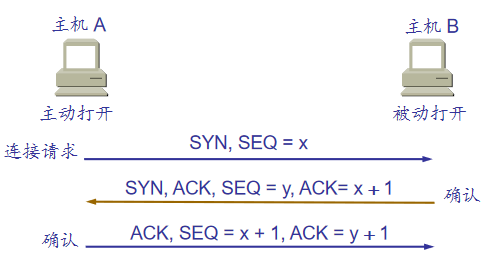 主机 A
主机 B
主动打开
被动打开
连接请求
SYN, SEQ = x
SYN, ACK, SEQ = y, ACK= x + 1
确认
确认
ACK, SEQ = x + 1, ACK = y + 1